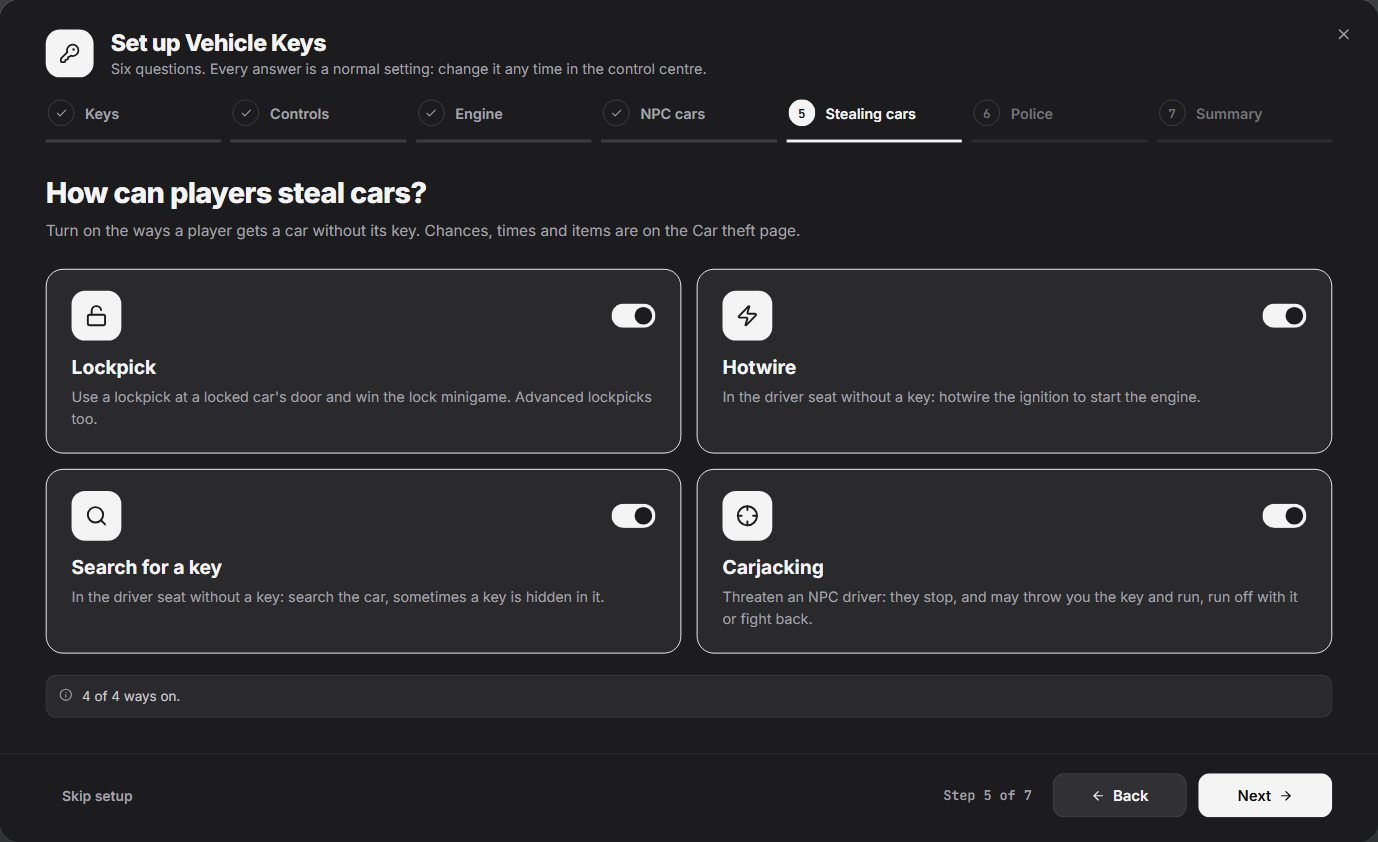 Set up Vehicle Keys
Six questions. Every answer is a normal setting: change it any time in the control centre.
Keys
Controls
Engine
NPC cars
5 Stealing cars
6 Police
7 Summary
How can players steal cars?
Turn on the ways a player gets a car without its key. Chances, times and items are on the Car theft page.
Lockpick
Use a lockpick at a locked car's door and win the lock minigame. Advanced lockpicks
too.
Hotwire
In the driver seat without a key: hotwire the ignition to start the engine.
Search for a key
In the driver seat without a key: search the car, sometimes a key is hidden in it.
Carjacking
Threaten an NPC driver: they stop, and may throw you the key and run, run off with it
or fight back.
4 of 4 ways on.
Skip setup
Step 5 of 7
← Back
Next →